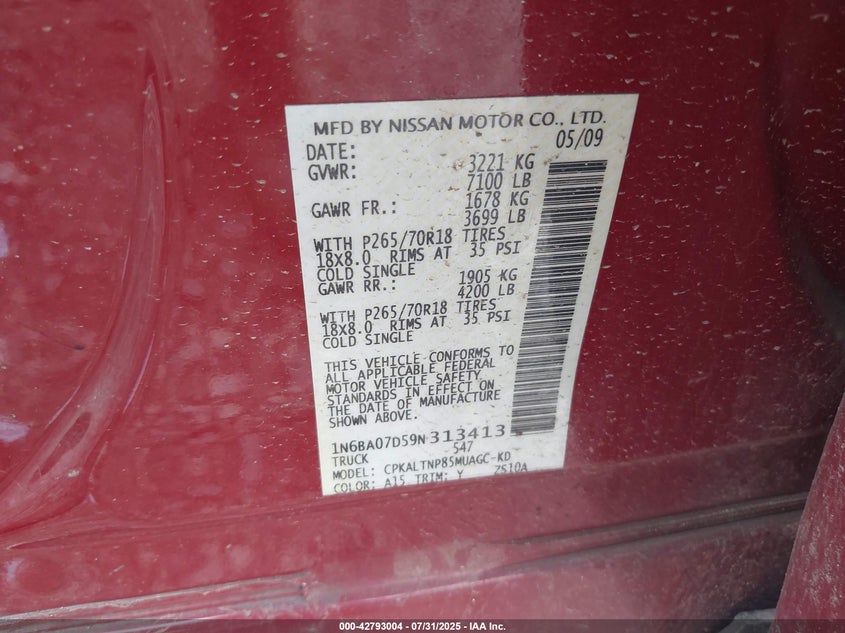 MFD BY NISSAN MOTOR CO., LTD.
DATE: 05/09
GVWR: 3221 KG
7100 LB
GAWR FR.: 1678 KG
3699 LB
WITH P265/70R18 TIRES
18X8.0 RIMS AT 35 PSI
COLD SINGLE
GAWR RR.: 1905 KG
4200 LB
WITH P265/70R18 TIRES
18X8.0 RIMS AT 35 PSI
COLD SINGLE
THIS VEHICLE CONFORMS TO
ALL APPLICABLE FEDERAL
MOTOR VEHICLE SAFETY
STANDARDS IN EFFECT ON
THE DATE OF MANUFACTURE
SHOWN ABOVE.
1N6BA07D59N313413
TRUCK 547
MODEL: CPKALTNP85MUAGC-KD
COLOR: A15 TRIM: Y ZS10A
000-42793004 | 07/31/2025 - IAA Inc.